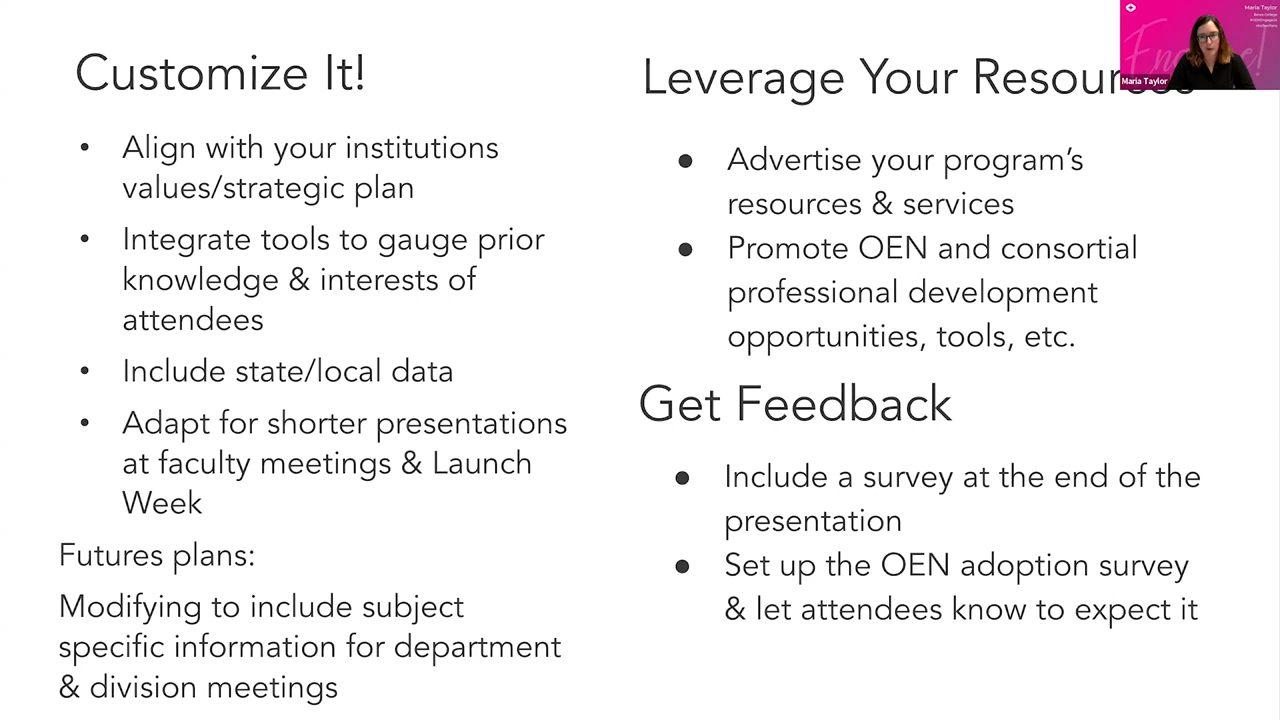 Customize It!
• Align with your institutions
values/strategic plan
• Integrate tools to gauge prior
knowledge & interests of
attendees
• Include state/local data
• Adapt for shorter presentations
at faculty meetings & Launch
Week
Futures plans:
Modifying to include subject
specific information for department
& division meetings
Leverage Your Resources
● Advertise your program’s
resources & services
● Promote OEN and consortial
professional development
opportunities, tools, etc.
Get Feedback
● Include a survey at the end of the
presentation
● Set up the OEN adoption survey
& let attendees know to expect it
Maria Taylor
Engage!
Maria Taylor